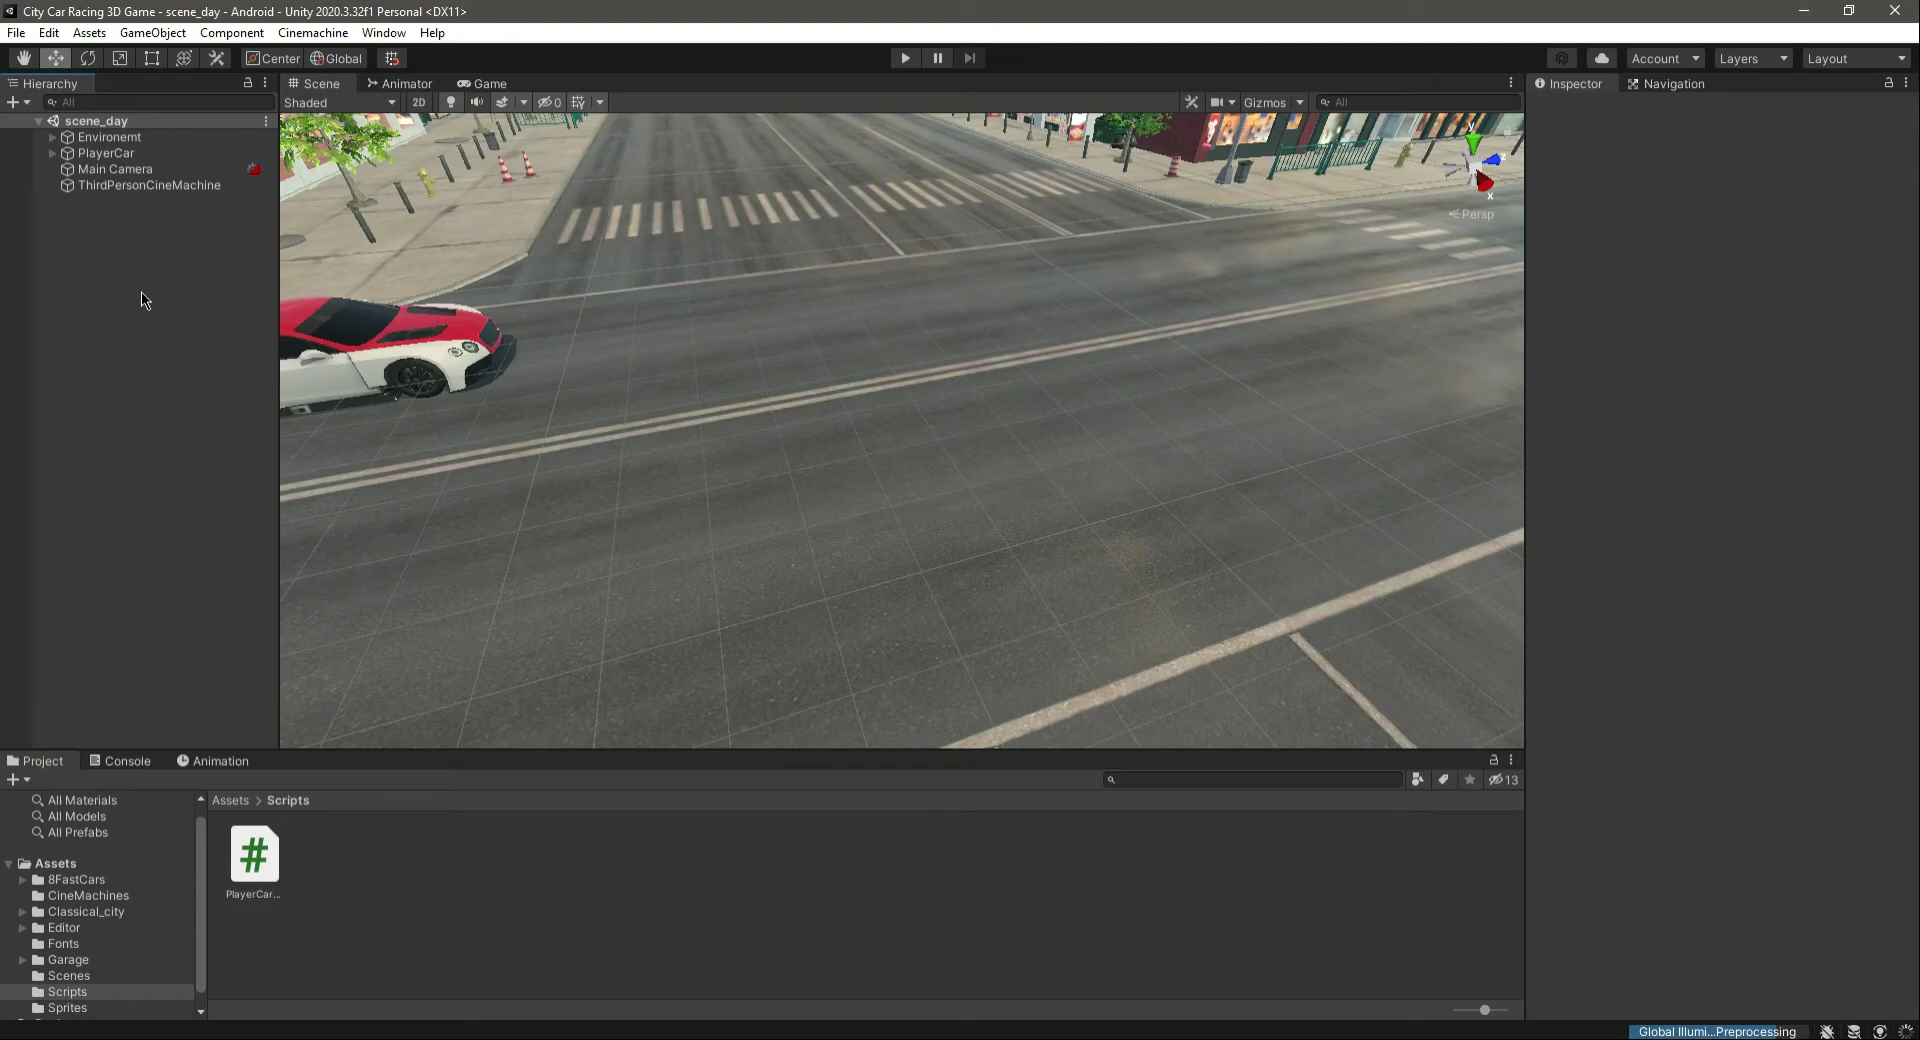 City Car Racing 3D Game - scene_day - Android - Unity 2020.3.32f1 Personal <DX11>
File Edit Assets GameObject Component Cinemachine Window Help
Center Global Account Layers Layout
Hierarchy
Scene Animator Game
Inspector Navigation
All
Shaded 2D 0 Gizmos All
scene_day
Environemt
PlayerCar
Main Camera
ThirdPersonCineMachine
Y
z
x
Persp
Project Console Animation
13
All Materials
All Models
All Prefabs
Assets
8FastCars
CineMachines
Classical_city
Editor
Fonts
Garage
Scenes
Scripts
Sprites
Assets > Scripts
#
PlayerCar...
Global Illumi...Preprocessing